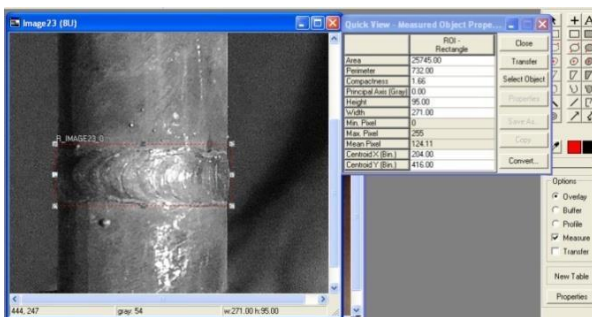 Image23 (8U)
R_IMAGE23_0
444, 247 gray: 54 w:271.00 h:95.00
Quick View - Measured Object Prope...
ROI -
Rectangle
Area 25745.00
Perimeter 732.00
Compactness 1.66
Principal Axis (Gray) 0.00
Height 95.00
Width 271.00
Min. Pixel 0
Max. Pixel 255
Mean Pixel 124.11
Centroid X (Bin.) 204.00
Centroid Y (Bin.) 416.00
Close
Transfer
Select Object
Properties
Save As...
Copy
Convert...
A
Options
Overlay
Buffer
Profile
Measure
Transfer
New Table
Properties